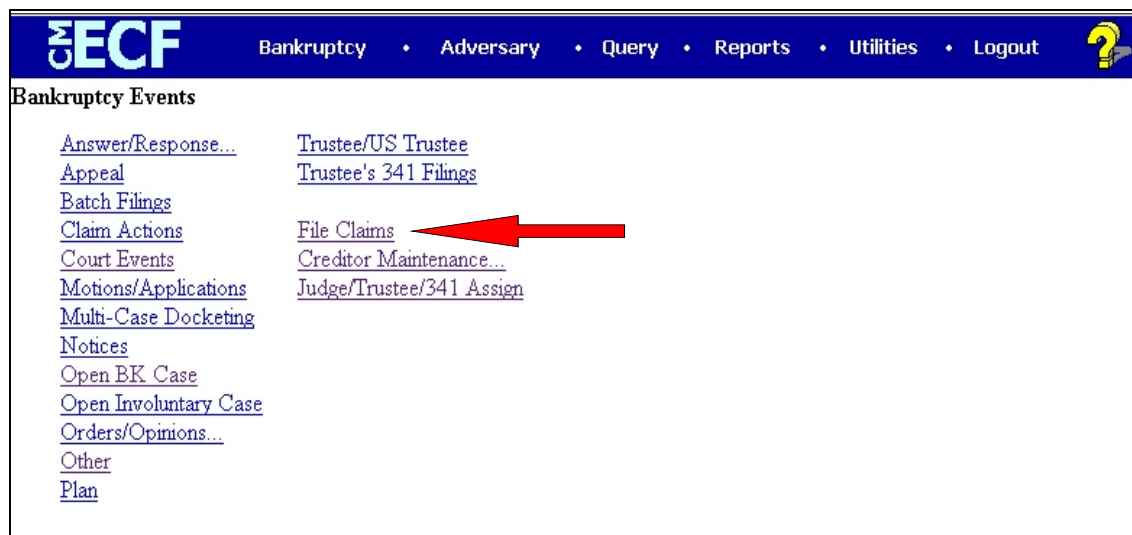 CM ECF Bankruptcy • Adversary • Query • Reports • Utilities • Logout ?
Bankruptcy Events
Answer/Response... Trustee/US Trustee
Appeal Trustee's 341 Filings
Batch Filings
Claim Actions File Claims
Court Events Creditor Maintenance...
Motions/Applications Judge/Trustee/341 Assign
Multi-Case Docketing
Notices
Open BK Case
Open Involuntary Case
Orders/Opinions...
Other
Plan